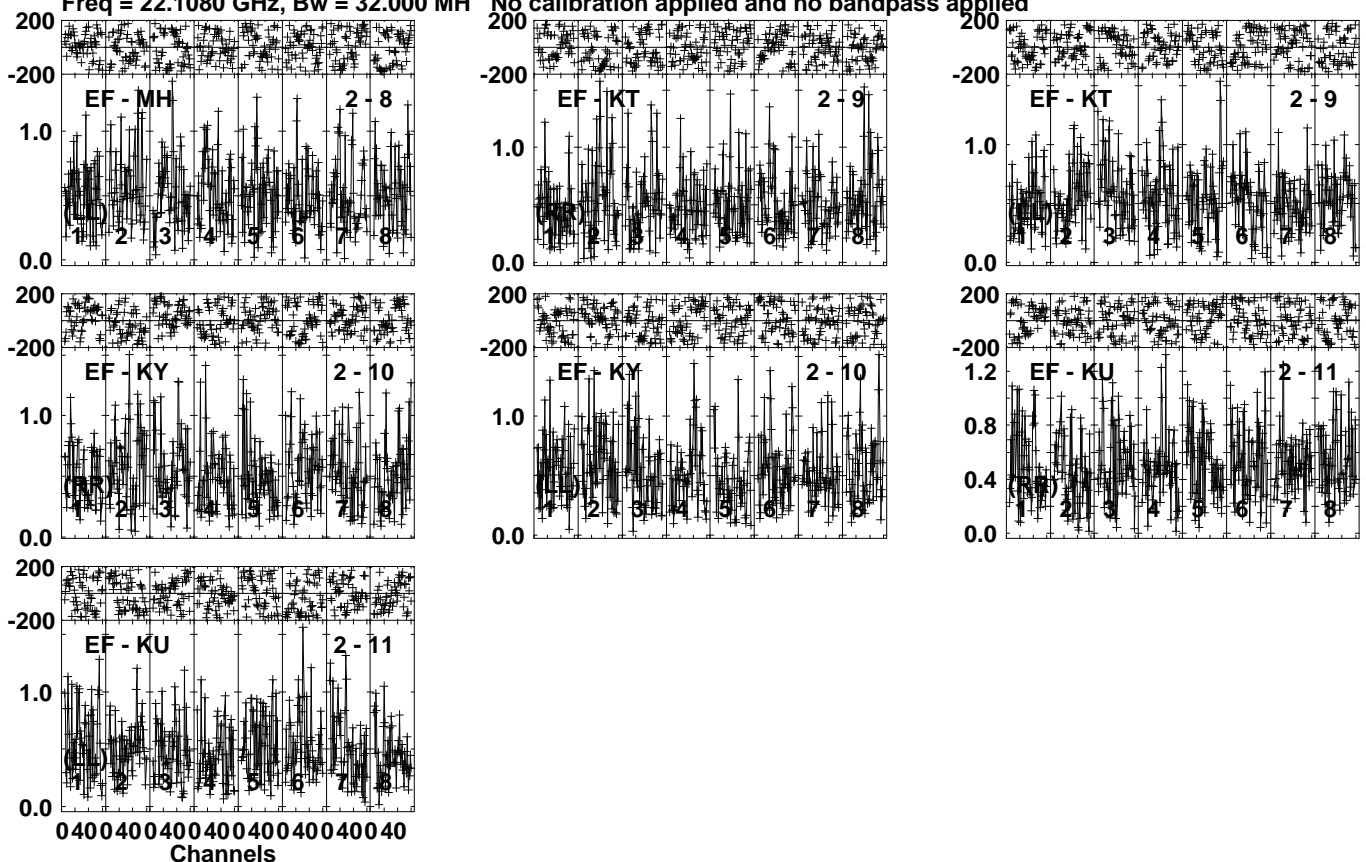 Freq = 22.1080 GHz, Bw = 32.000 MH No calibration applied and no bandpass applied
200
-200
EF - MH 2 - 8
1.0
(LL)
1 2 3 4 5 6 7 8
0.0
200
-200
EF - KT 2 - 9
1.0
(RR)
1 2 3 4 5 6 7 8
0.0
200
-200
EF - KT 2 - 9
1.0
(LL)
1 2 3 4 5 6 7 8
0.0
200
-200
EF - KY 2 - 10
1.0
(RR)
1 2 3 4 5 6 7 8
0.0
200
-200
EF - KY 2 - 10
1.0
(LL)
1 2 3 4 5 6 7 8
0.0
200
-200
1.2 EF - KU 2 - 11
0.8
0.4
(RR)
1 2 3 4 5 6 7 8
0.0
200
-200
EF - KU 2 - 11
1.0
(LL)
1 2 3 4 5 6 7 8
0.0
0 40 0 40 0 40 0 40 0 40 0 40 0 40 0 40
Channels